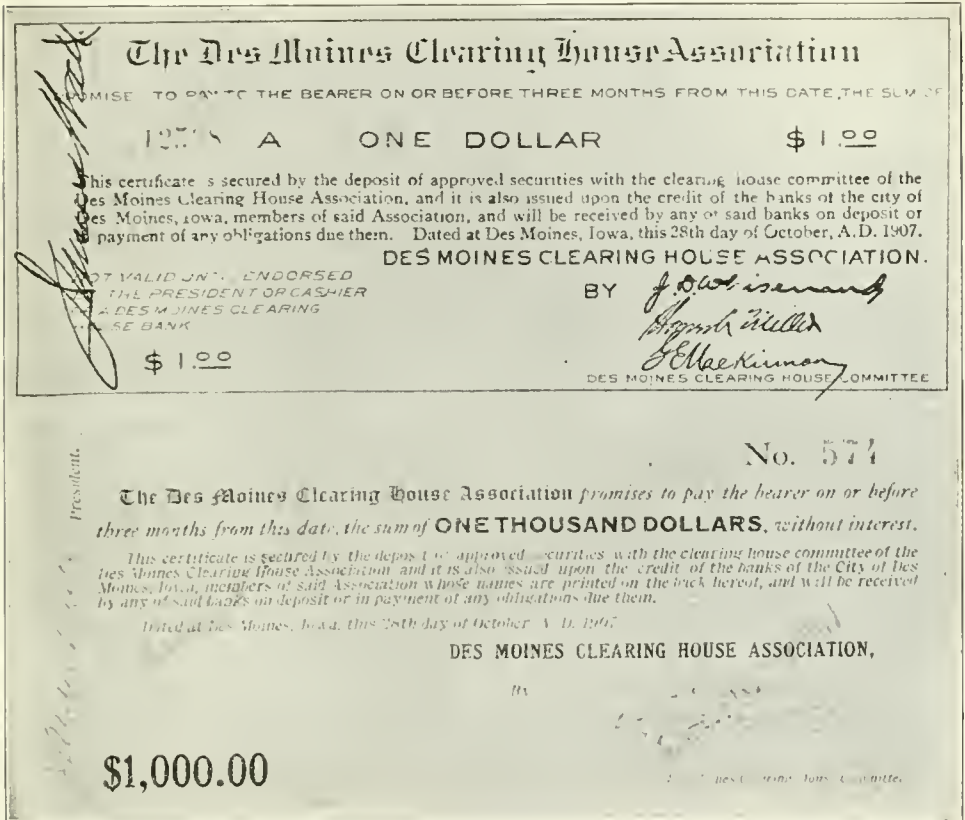 The Des Moines Clearing House Association
TO PAY TO THE BEARER ON OR BEFORE THREE MONTHS FROM THIS DATE, THE SUM OF
A ONE DOLLAR $1.00
This certificate s secured by the deposit of approved securities with the clearing house committee of the
Des Moines Clearing House Association, and it is also issued upon the credit of the banks of the city of
Des Moines, Iowa, members of said Association, and will be received by any of said banks on deposit or
payment of any obligations due them. Dated at Des Moines, Iowa, this 28th day of October, A.D. 1907.
DES MOINES CLEARING HOUSE ASSOCIATION.
VALID ENDORSED
THE PRESIDENT OR CASHIER
DES MOINES CLEARING
BANK
BY
$1.00
DES MOINES CLEARING HOUSE COMMITTEE
No. 574
President.
The Des Moines Clearing House Association promises to pay the bearer on or before
three months from this date, the sum of ONE THOUSAND DOLLARS, without interest.
This certificate is secured by the deposit of approved securities with the clearing house committee of the
Des Moines Clearing House Association and it is also issued upon the credit of the banks of the City of Des
Moines, Iowa, members of said Association whose names are printed on the back hereof, and will be received
by any of said banks on deposit or in payment of any obligations due them.
Dated at Des Moines, Iowa, this 28th day of October A. D. 1907
DES MOINES CLEARING HOUSE ASSOCIATION,
By
$1,000.00